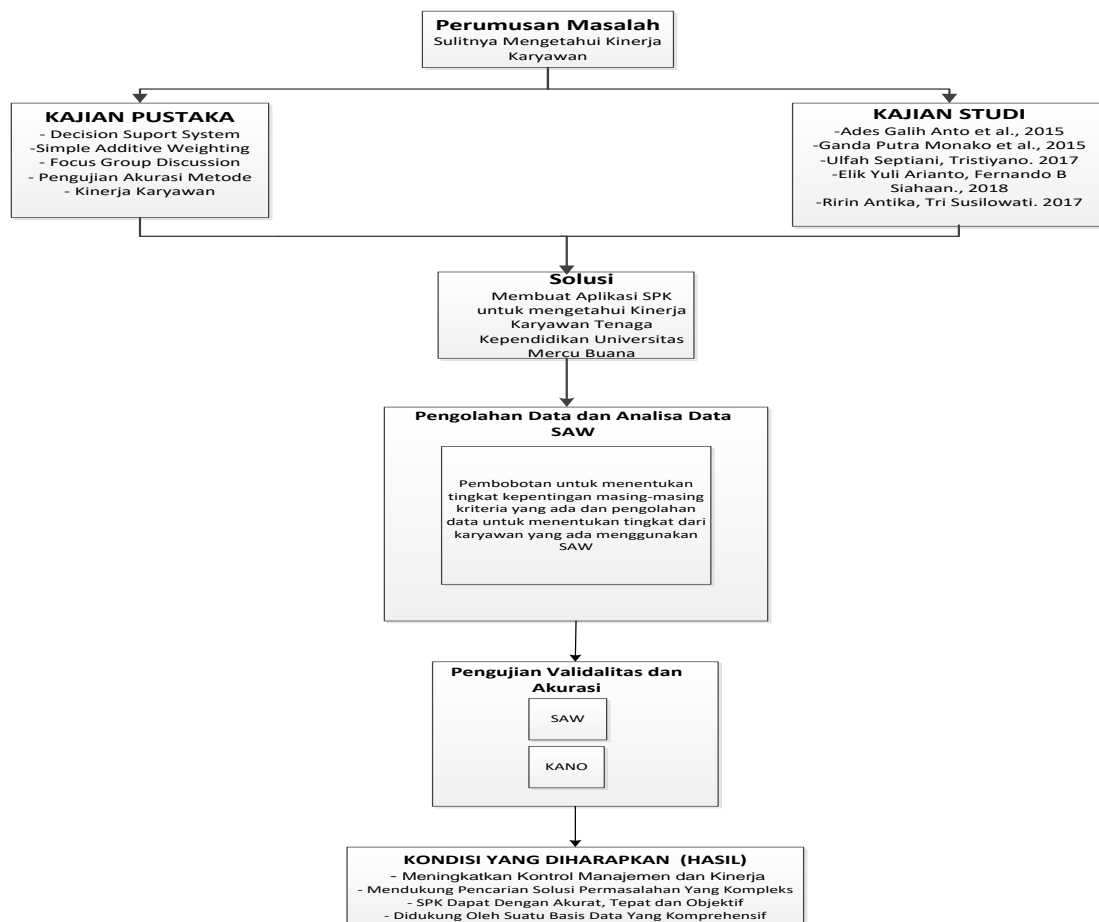 Perumusan Masalah
Sulitnya Mengetahui Kinerja
Karyawan
KAJIAN PUSTAKA
- Decision Suport System
-Simple Additive Weighting
- Focus Group Discussion
- Pengujian Akurasi Metode
- Kinerja Karyawan
KAJIAN STUDI
-Ades Galih Anto et al., 2015
-Ganda Putra Monako et al., 2015
-Ulfah Septiani, Tristiyano. 2017
-Elik Yuli Arianto, Fernando B
Siahaan., 2018
-Ririn Antika, Tri Susilowati. 2017
Solusi
Membuat Aplikasi SPK
untuk mengetahui Kinerja
Karyawan Tenaga
Kependidikan Universitas
Mercu Buana
Pengolahan Data dan Analisa Data
SAW
Pembobotan untuk menentukan
tingkat kepentingan masing-masing
kriteria yang ada dan pengolahan
data untuk menentukan tingkat dari
karyawan yang ada menggunakan
SAW
Pengujian Validalitas dan
Akurasi
SAW
KANO
KONDISI YANG DIHARAPKAN (HASIL)
- Meningkatkan Kontrol Manajemen dan Kinerja
- Mendukung Pencarian Solusi Permasalahan Yang Kompleks
- SPK Dapat Dengan Akurat, Tepat dan Objektif
- Didukung Oleh Suatu Basis Data Yang Komprehensif